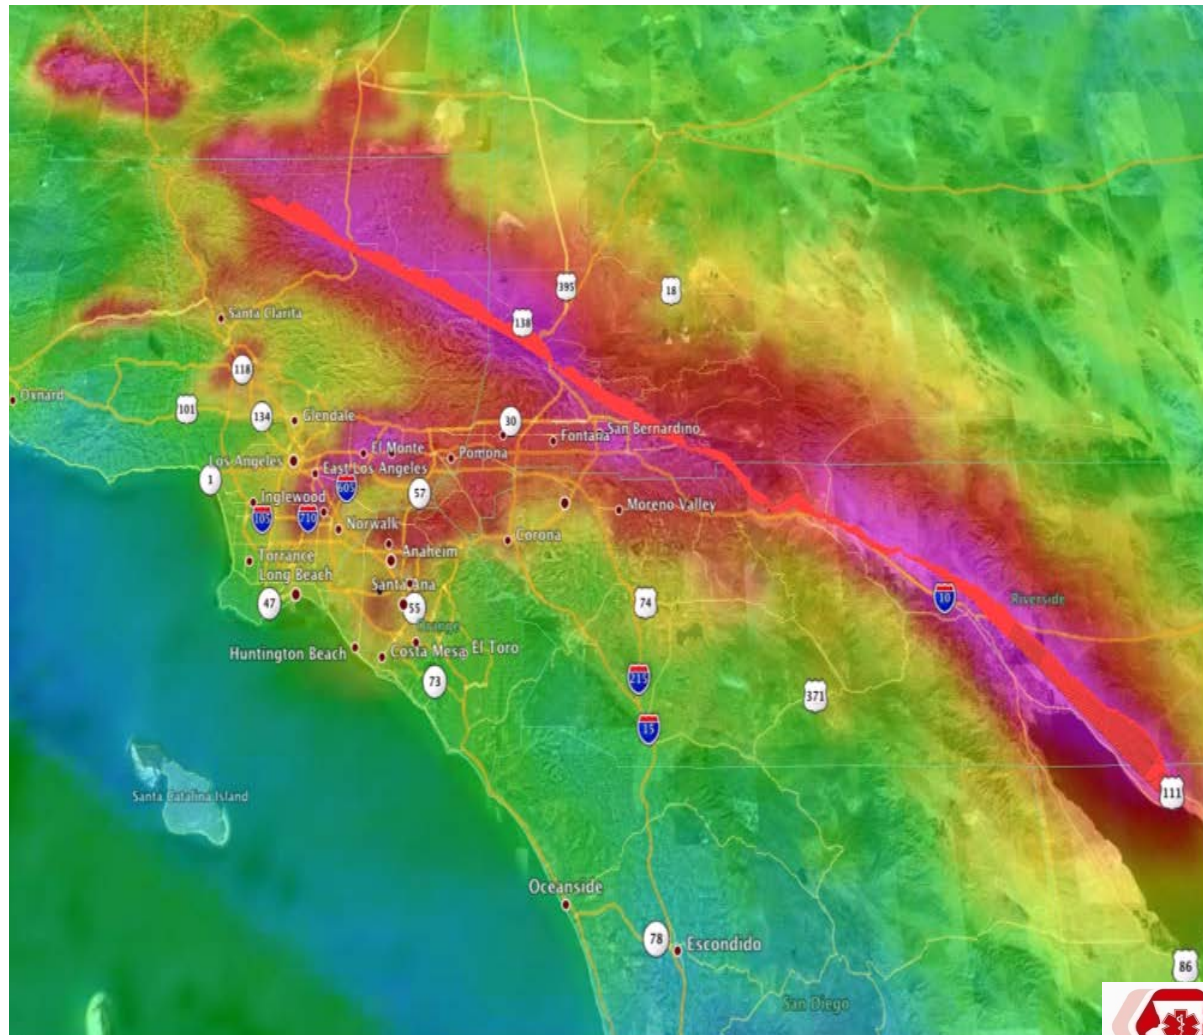 395
18
138
Santa Clarita
118
Oxnard
101
134
Glendale
30
San Bernardino
Fontana
El Monte
Pomona
Los Angeles
East Los Angeles
1
605
57
Inglewood
105
710
Moreno Valley
Norwalk
Corona
Anaheim
Torrance
Long Beach
Santa Ana
47
55
74
10
Riverside
Orange
Huntington Beach
Costa Mesa
El Toro
73
215
371
15
Santa Catalina Island
111
Oceanside
78
Escondido
86
San Diego